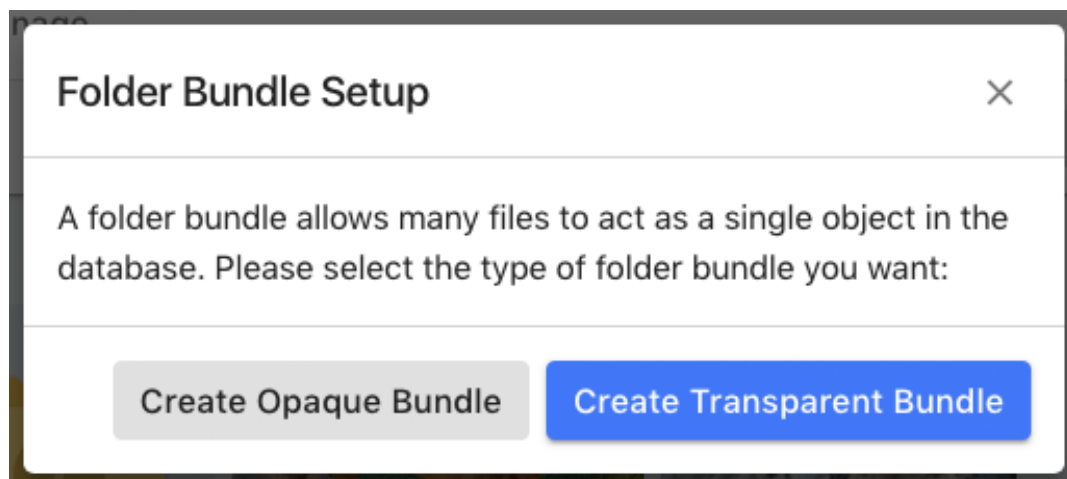 Folder Bundle Setup
A folder bundle allows many files to act as a single object in the
database. Please select the type of folder bundle you want:
Create Opaque Bundle
Create Transparent Bundle